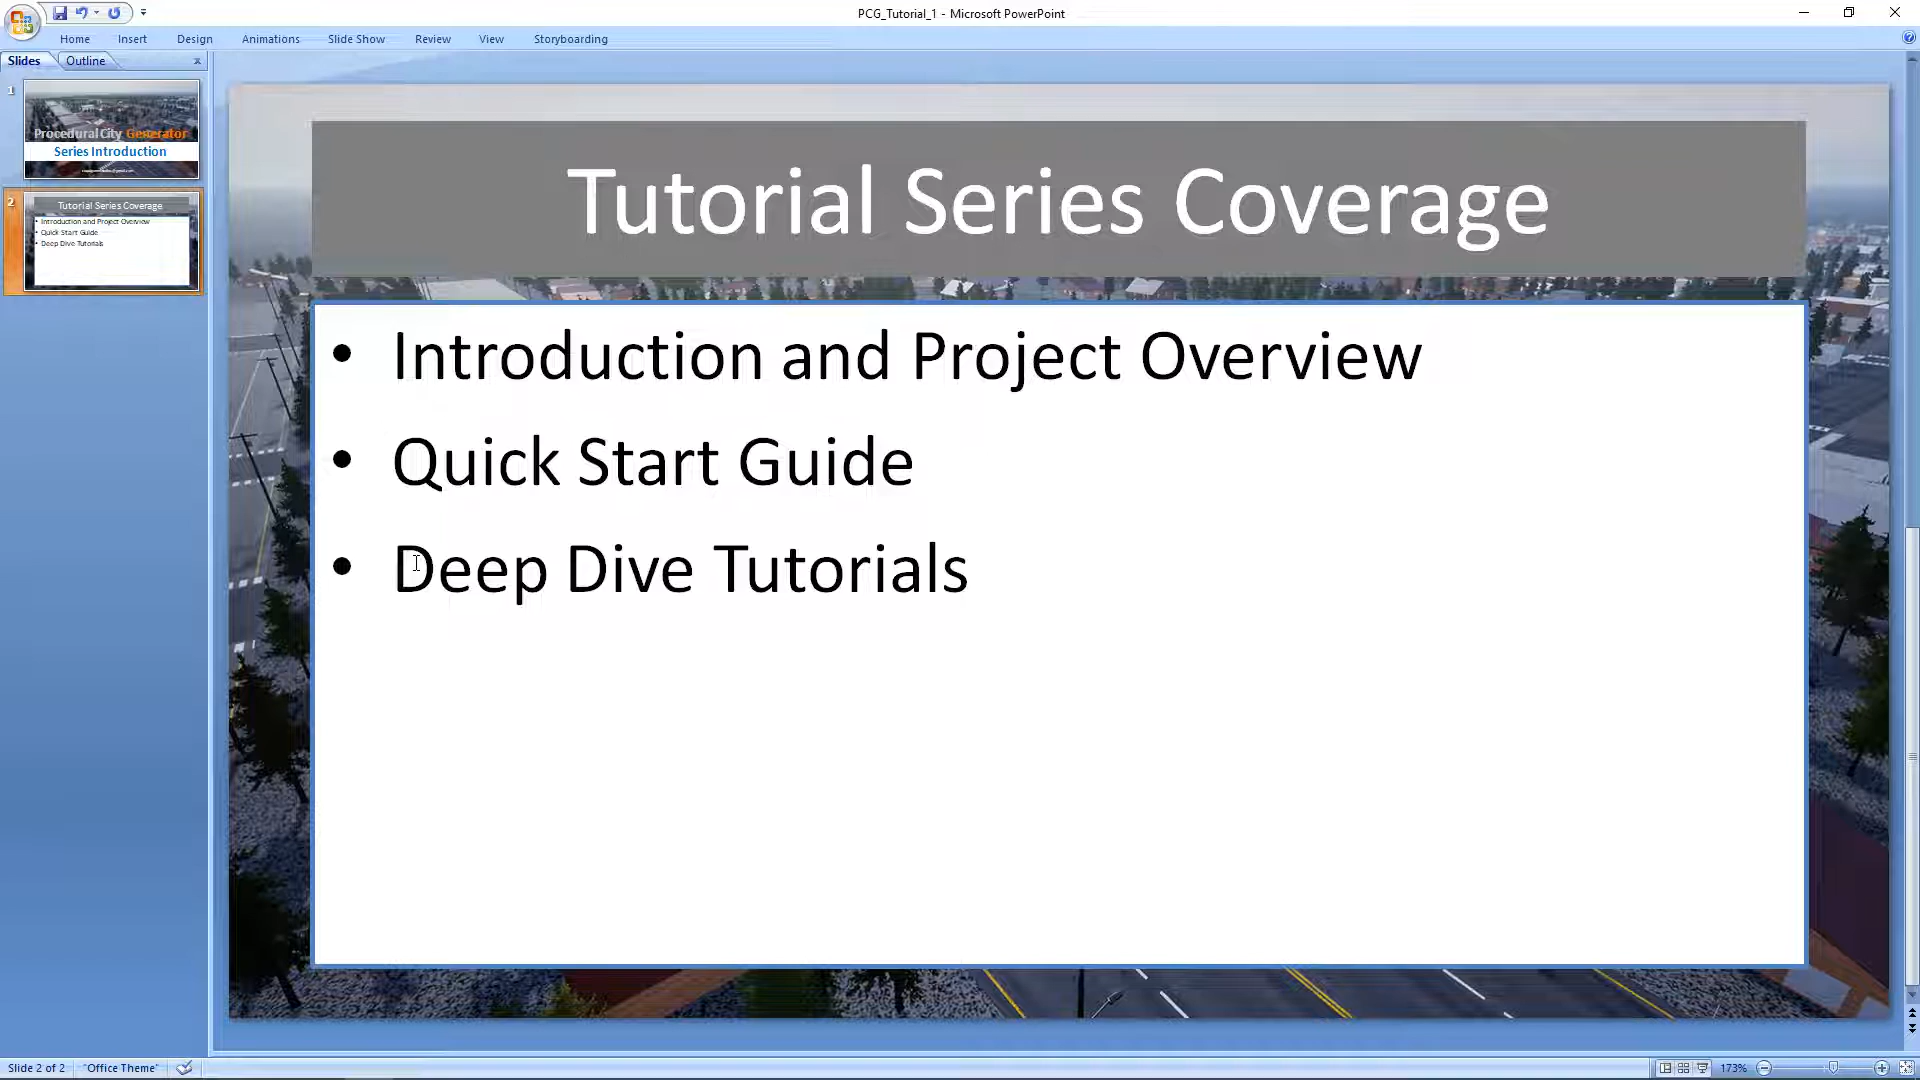 PCG_Tutorial_1 - Microsoft PowerPoint
Home Insert Design Animations Slide Show Review View Storyboarding
Slides Outline
1
Procedural City Generator
Series Introduction
2
Tutorial Series Coverage
• Introduction and Project Overview
• Quick Start Guide
• Deep Dive Tutorials
Tutorial Series Coverage
• Introduction and Project Overview
• Quick Start Guide
• Deep Dive Tutorials
Slide 2 of 2 "Office Theme" 173%